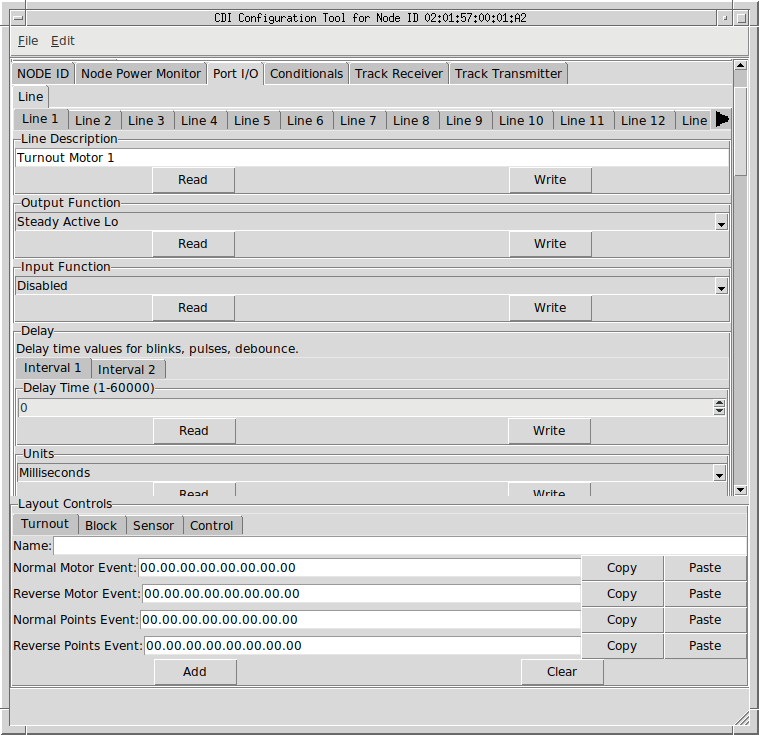 CDI Configuration Tool for Node ID 02:01:57:00:01:A2
File Edit
NODE ID Node Power Monitor Port I/O Conditionals Track Receiver Track Transmitter
Line
Line 1 Line 2 Line 3 Line 4 Line 5 Line 6 Line 7 Line 8 Line 9 Line 10 Line 11 Line 12 Line
Line Description
Turnout Motor 1
Read Write
Output Function
Steady Active Lo
Read Write
Input Function
Disabled
Read Write
Delay
Delay time values for blinks, pulses, debounce.
Interval 1 Interval 2
Delay Time (1-60000)
0
Read Write
Units
Milliseconds
Read Write
Layout Controls
Turnout Block Sensor Control
Name:
Normal Motor Event: 00.00.00.00.00.00.00.00 Copy Paste
Reverse Motor Event: 00.00.00.00.00.00.00.00 Copy Paste
Normal Points Event: 00.00.00.00.00.00.00.00 Copy Paste
Reverse Points Event: 00.00.00.00.00.00.00.00 Copy Paste
Add Clear